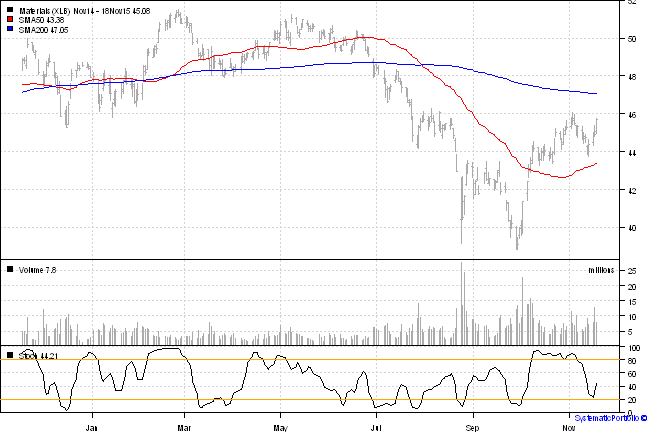 Materials (XLB) Nov14 - 18Nov15 45.08
SMA50 43.38
SMA200 47.05
52
50
48
46
44
42
40
Volume 7.8
millions
25
20
15
10
5
Stoch 44.21
100
80
60
40
20
0
Jan Mar May Jul Sep Nov
SystematicPortfolio ©